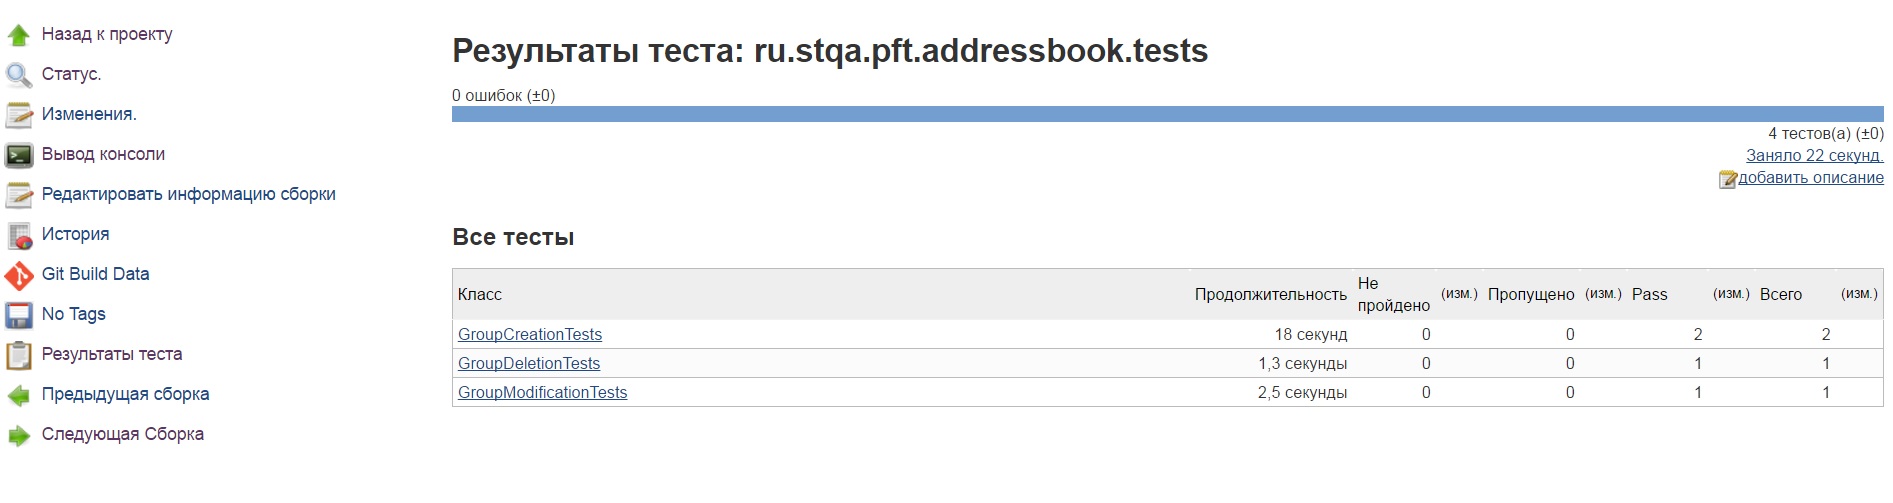 Назад к проекту
Статус.
Изменения.
Вывод консоли
Редактировать информацию сборки
История
Git Build Data
No Tags
Результаты теста
Предыдущая сборка
Следующая Сборка
Результаты теста: ru.stqa.pft.addressbook.tests
0 ошибок (±0)
4 тестов(а) (±0)
Заняло 22 секунд.
добавить описание
Все тесты
Класс Продолжительность Не пройдено (изм.) Пропущено (изм.) Pass (изм.) Всего (изм.)
GroupCreationTests 18 секунд 0 0 2 2
GroupDeletionTests 1,3 секунды 0 0 1 1
GroupModificationTests 2,5 секунды 0 0 1 1